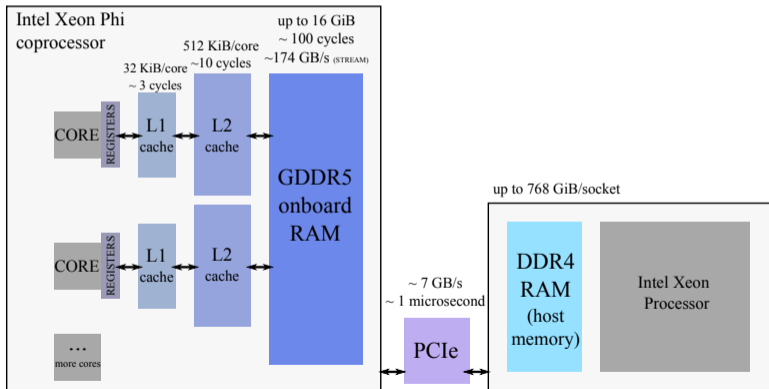 Intel Xeon Phi
coprocessor
up to 16 GiB
~ 100 cycles
~174 GB/s (STREAM)
512 KiB/core
~10 cycles
32 KiB/core
~ 3 cycles
CORE
REGISTERS
L1
cache
L2
cache
GDDR5
onboard
RAM
CORE
REGISTERS
L1
cache
L2
cache
...
more cores
~ 7 GB/s
~ 1 microsecond
PCIe
up to 768 GiB/socket
DDR4
RAM
(host
memory)
Intel Xeon
Processor